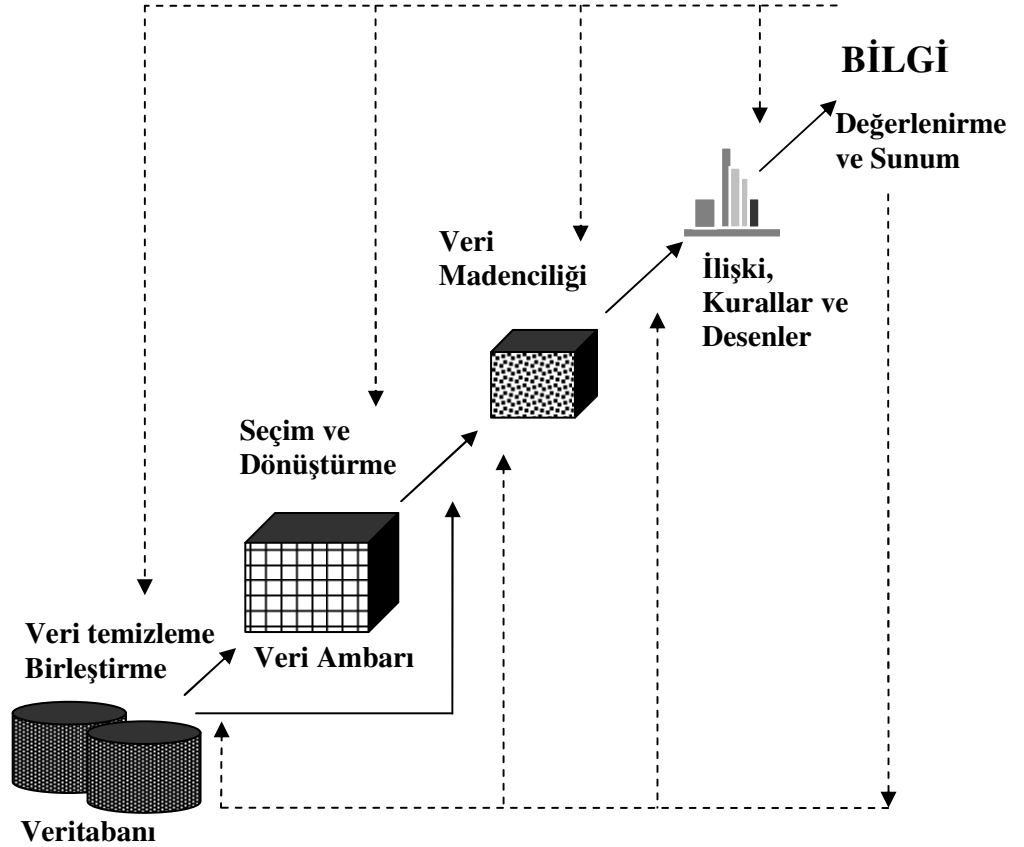 BİLGİ
Değerlenirme
ve Sunum
Veri
Madenciliği
İlişki,
Kurallar ve
Desenler
Seçim ve
Dönüştürme
Veri temizleme
Birleştirme
Veri Ambarı
Veritabanı